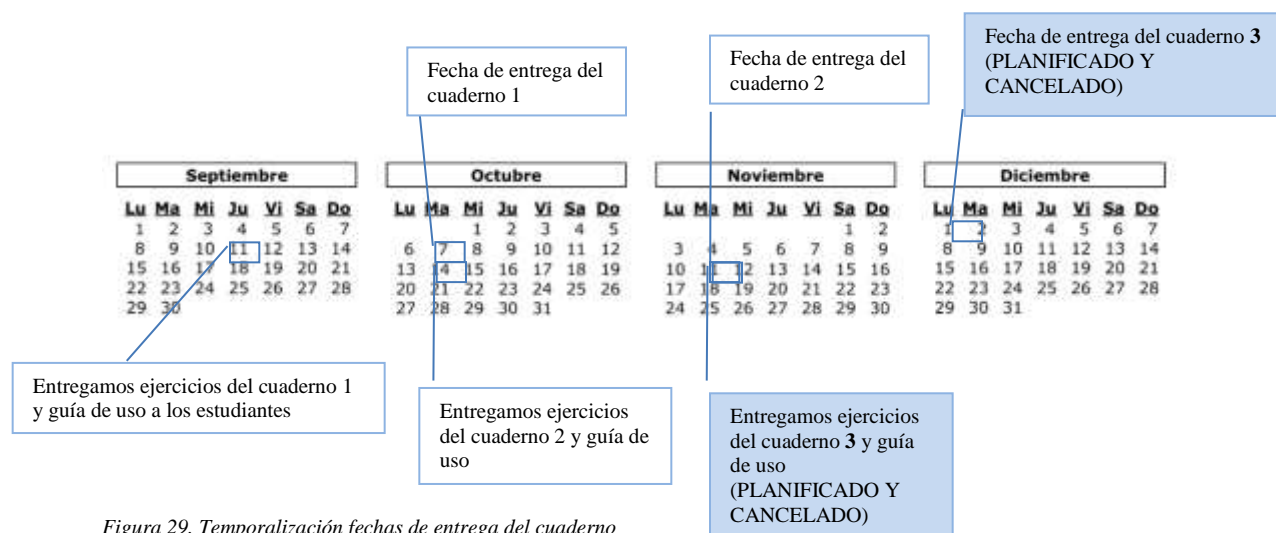 Fecha de entrega del
cuaderno 1
Fecha de entrega del
cuaderno 2
Fecha de entrega del cuaderno 3
(PLANIFICADO Y
CANCELADO)
Septiembre
Lu Ma Mi Ju Vi Sa Do
1 2 3 4 5 6 7
8 9 10 11 12 13 14
15 16 17 18 19 20 21
22 23 24 25 26 27 28
29 30
Octubre
Lu Ma Mi Ju Vi Sa Do
1 2 3 4 5
6 7 8 9 10 11 12
13 14 15 16 17 18 19
20 21 22 23 24 25 26
27 28 29 30 31
Noviembre
Lu Ma Mi Ju Vi Sa Do
1 2
3 4 5 6 7 8 9
10 11 12 13 14 15 16
17 18 19 20 21 22 23
24 25 26 27 28 29 30
Diciembre
Lu Ma Mi Ju Vi Sa Do
1 2 3 4 5 6 7
8 9 10 11 12 13 14
15 16 17 18 19 20 21
22 23 24 25 26 27 28
29 30 31
Entregamos ejercicios del cuaderno 1
y guía de uso a los estudiantes
Entregamos ejercicios
del cuaderno 2 y guía de
uso
Entregamos ejercicios
del cuaderno 3 y guía
de uso
(PLANIFICADO Y
CANCELADO)
Figura 29. Temporalización fechas de entrega del cuaderno